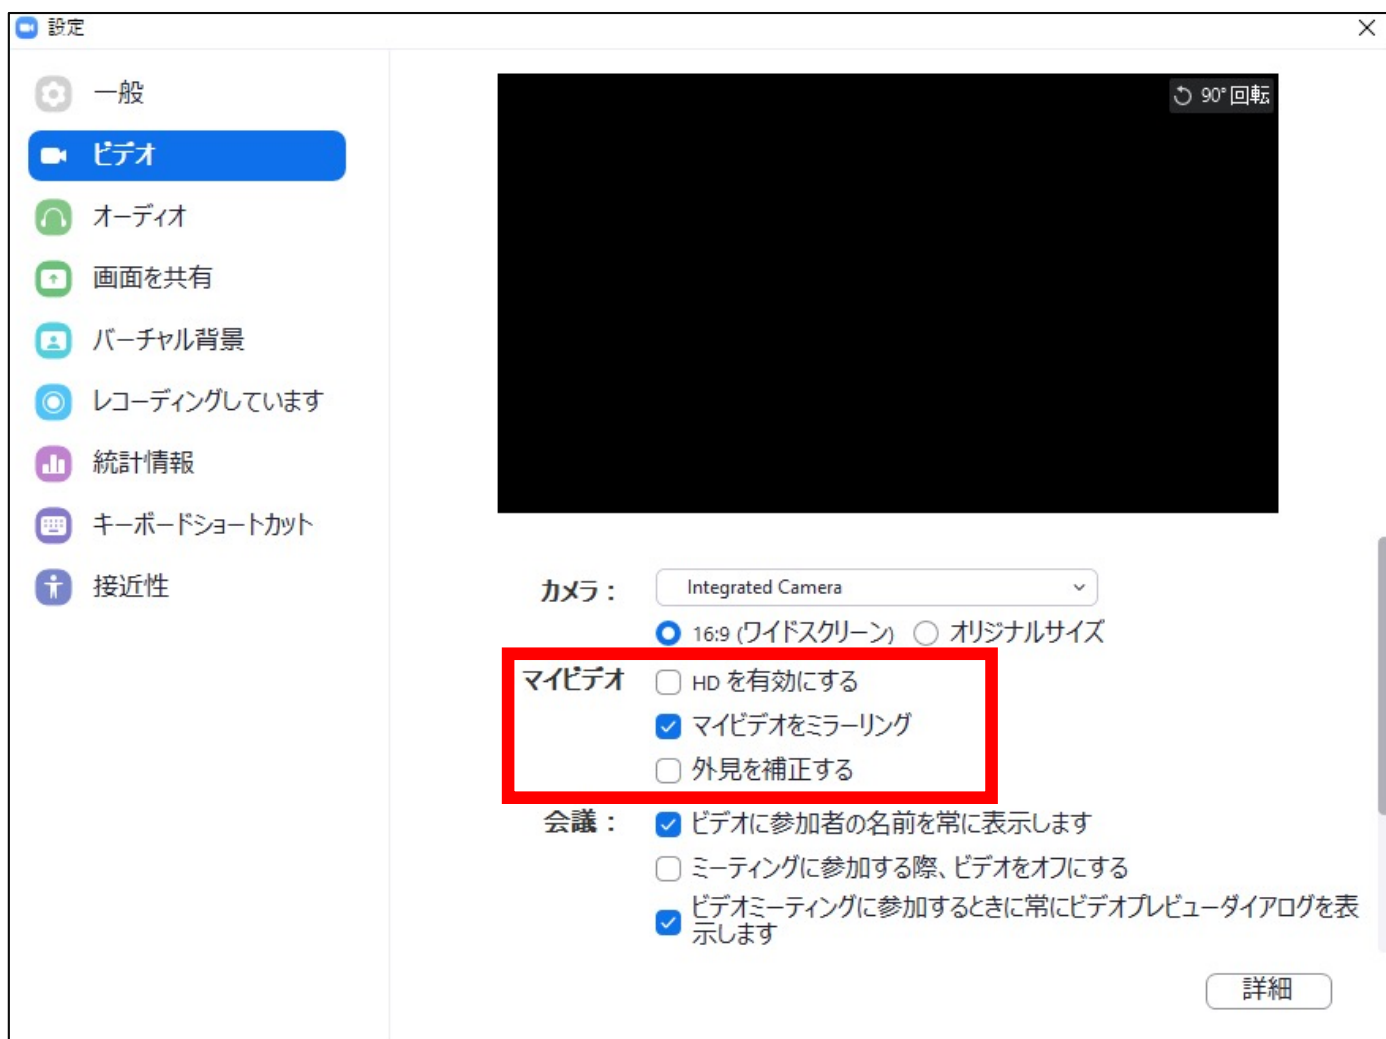 設定
一般
ビデオ
オーディオ
画面を共有
バーチャル背景
レコーディングしています
統計情報
キーボードショートカット
接近性
90°回転
カメラ：
Integrated Camera
16:9 (ワイドスクリーン) オリジナルサイズ
マイビデオ HD を有効にする
マイビデオをミラーリング
外見を補正する
会議： ビデオに参加者の名前を常に表示します
ミーティングに参加する際、ビデオをオフにする
ビデオミーティングに参加するときに常にビデオプレビューダイアログを表
示します
詳細